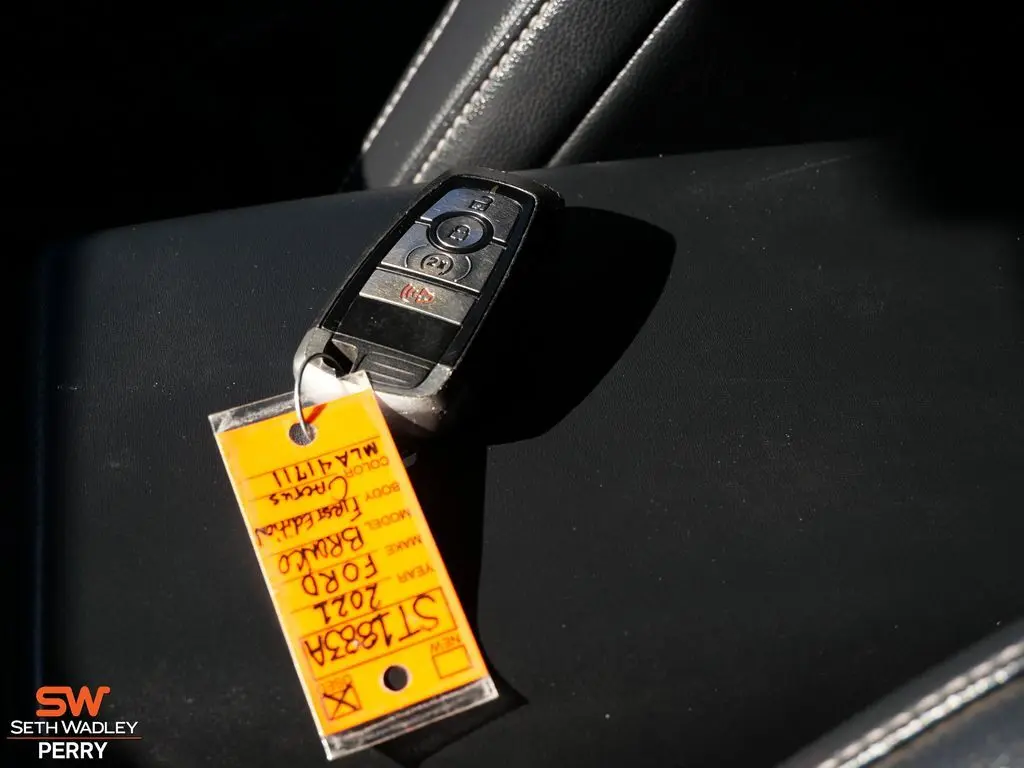 2x
NEW
USED
ST1883A
YEAR 2021
MAKE FORD
MODEL BRONCO
BODY First Edition
COLOR Cactus
MLA41711
SW
SETH WADLEY
PERRY